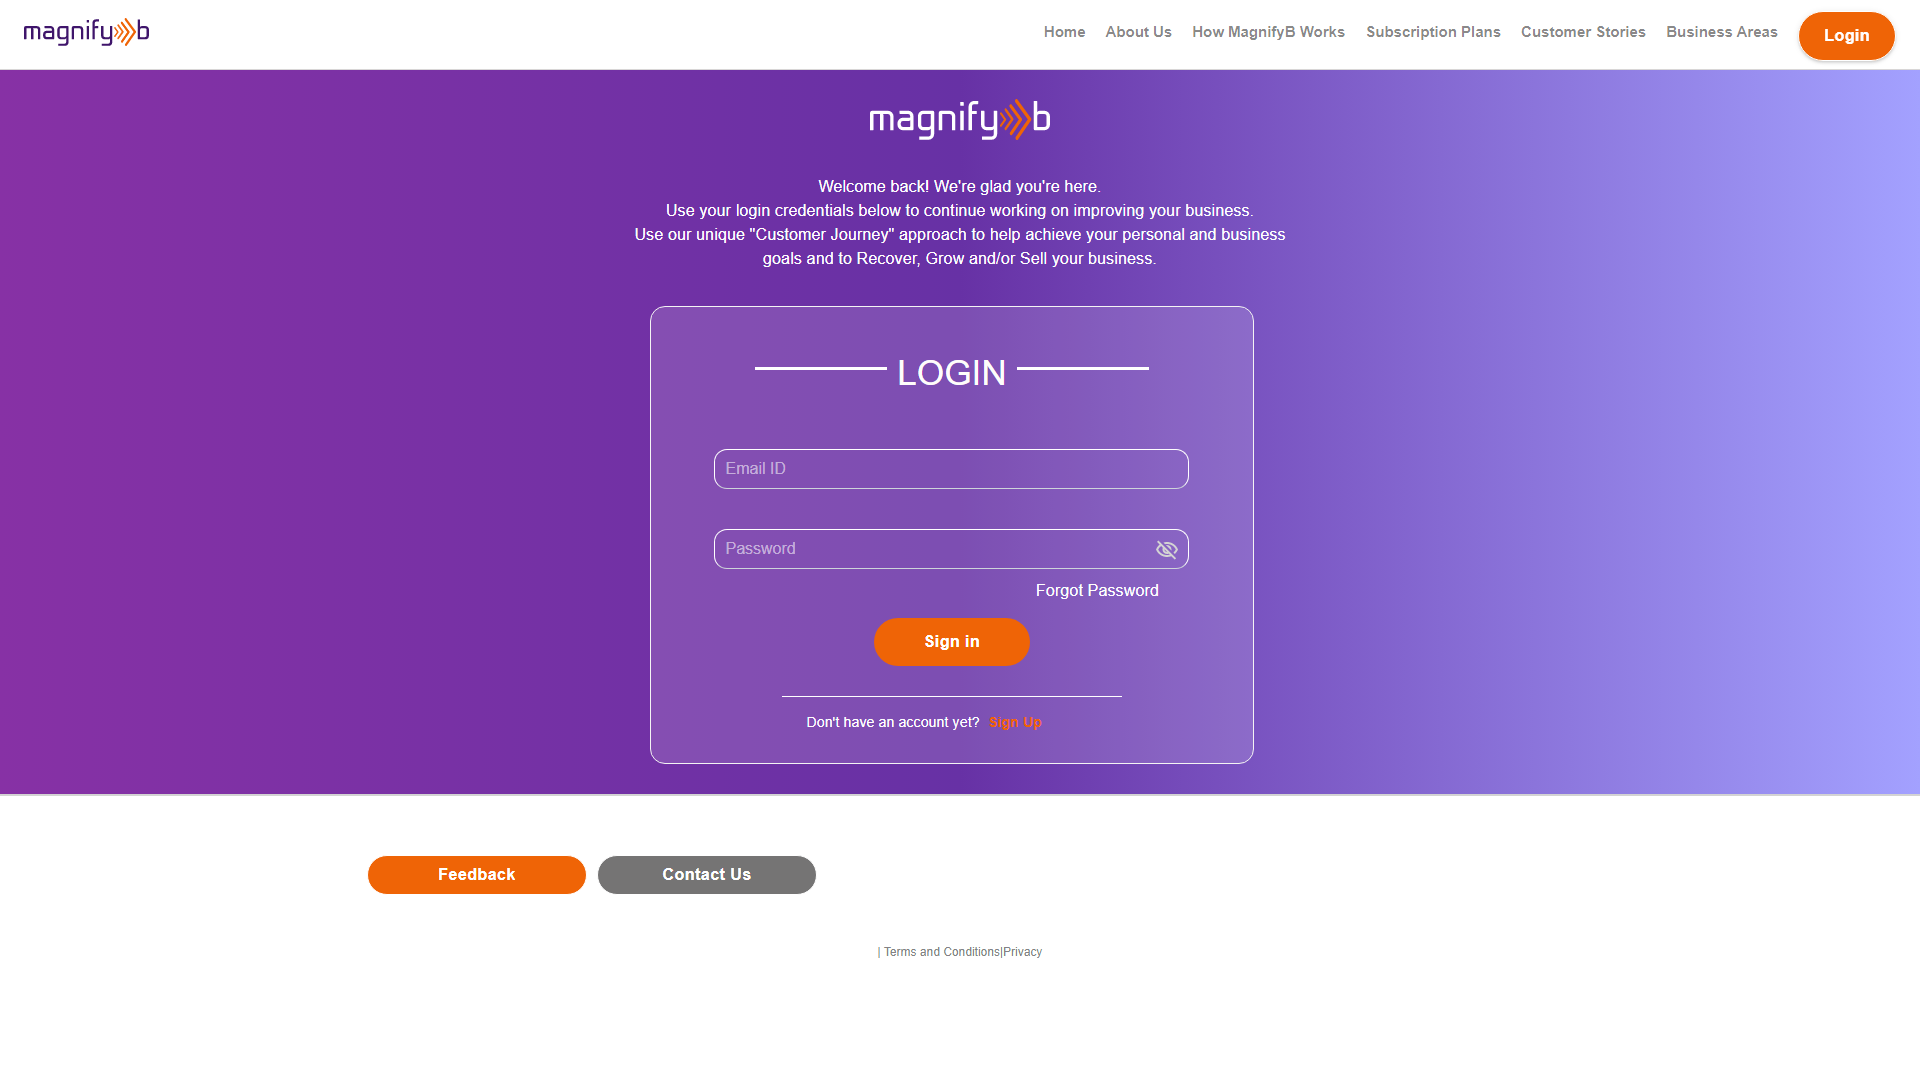 magnifyb
Home
About Us
How MagnifyB Works
Subscription Plans
Customer Stories
Business Areas
Login
magnifyb
Welcome back! We're glad you're here.
Use your login credentials below to continue working on improving your business.
Use our unique "Customer Journey" approach to help achieve your personal and business
goals and to Recover, Grow and/or Sell your business.
LOGIN
Email ID
Password
Forgot Password
Sign in
Don't have an account yet? Sign Up
Feedback
Contact Us
| Terms and Conditions|Privacy